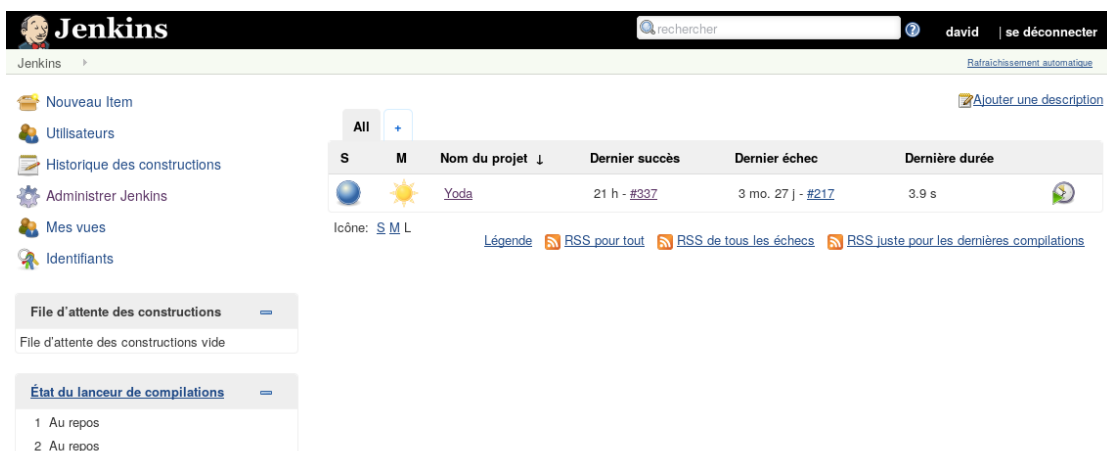 Jenkins
rechercher
david | se déconnecter
Jenkins
Rafraîchissement automatique
Nouveau Item
Utilisateurs
Historique des constructions
Administrer Jenkins
Mes vues
Identifiants
File d'attente des constructions
File d'attente des constructions vide
État du lanceur de compilations
1 Au repos
2 Au repos
Ajouter une description
All +
S M Nom du projet ↓ Dernier succès Dernier échec Dernière durée
Yoda 21 h - #337 3 mo. 27 j - #217 3.9 s
Icône: S M L
Légende RSS pour tout RSS de tous les échecs RSS juste pour les dernières compilations